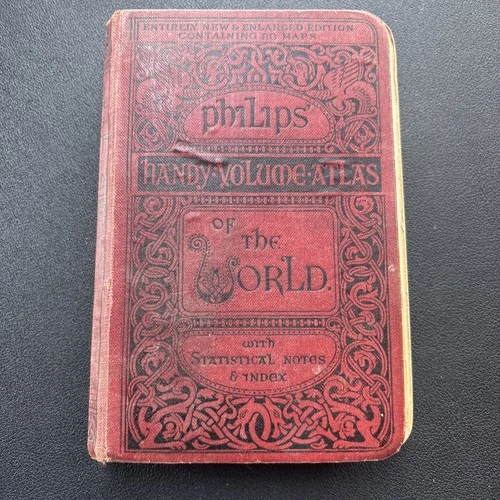 ENTIRELY NEW & ENLARGED EDITION
CONTAINING 80 MAPS
PHILIPS'
HANDY·VOLUME·ATLAS
OF
THE
WORLD.
WITH
STATISTICAL NOTES
& INDEX